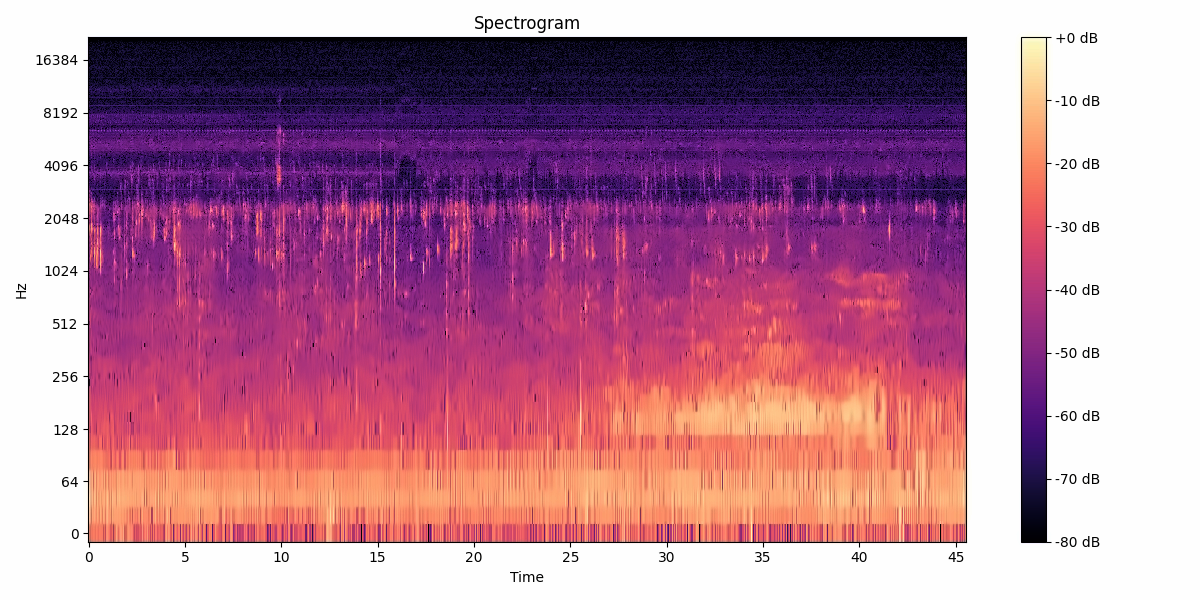 Spectrogram
16384
8192
4096
2048
1024
512
256
128
64
0
Hz
0 5 10 15 20 25 30 35 40 45
Time
+0 dB
-10 dB
-20 dB
-30 dB
-40 dB
-50 dB
-60 dB
-70 dB
-80 dB